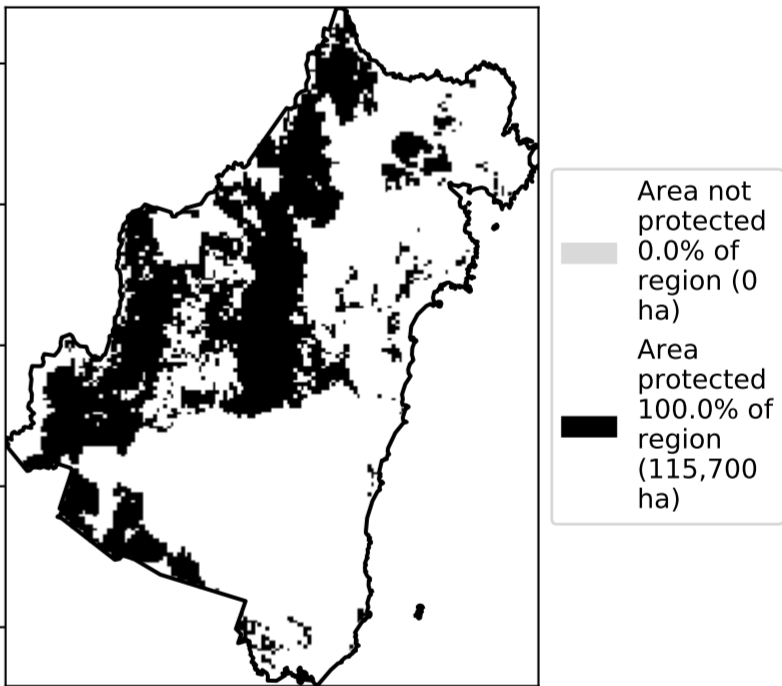 Area not
protected
0.0% of
region (0
ha)
Area
protected
100.0% of
region
(115,700
ha)